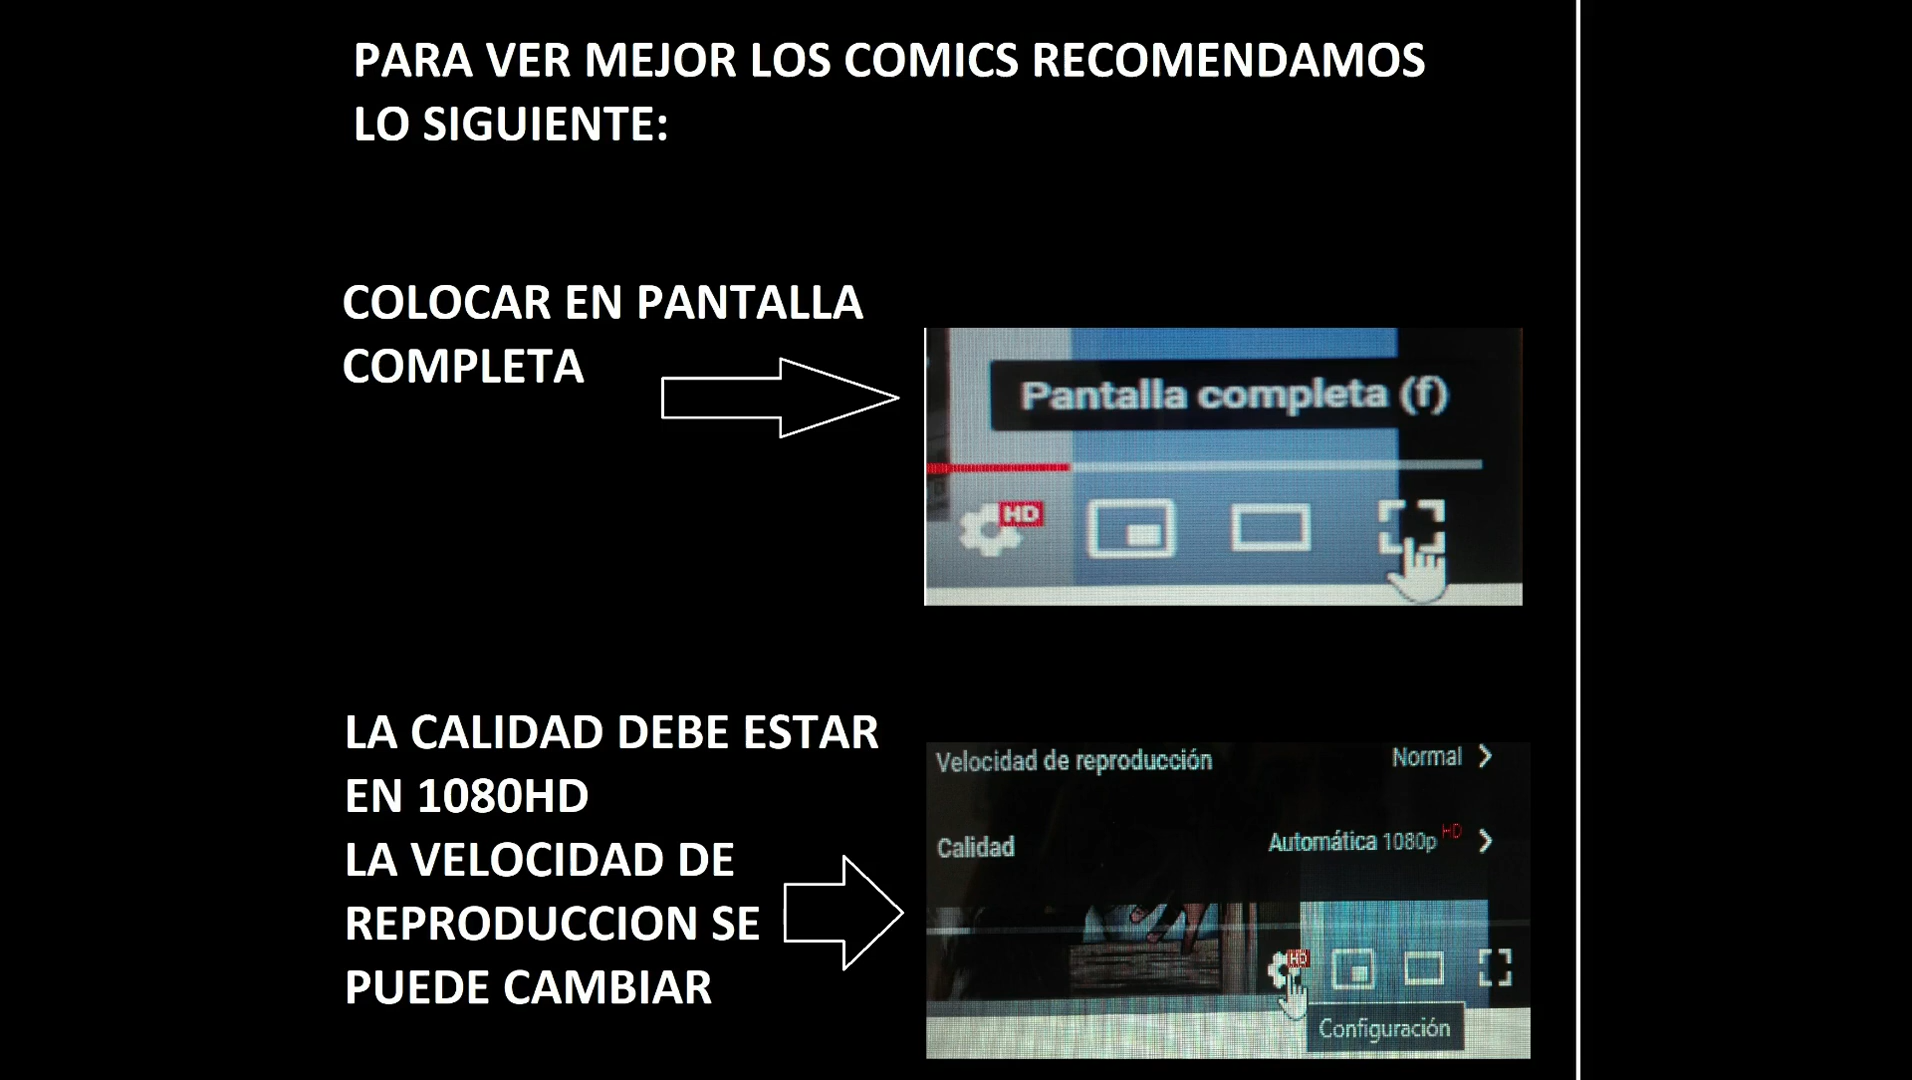 PARA VER MEJOR LOS COMICS RECOMENDAMOS
LO SIGUIENTE:
COLOCAR EN PANTALLA
COMPLETA
Pantalla completa (f)
HD
LA CALIDAD DEBE ESTAR
EN 1080HD
LA VELOCIDAD DE
REPRODUCCION SE
PUEDE CAMBIAR
Velocidad de reproducción Normal
Calidad Automática 1080p HD
HD
Configuración